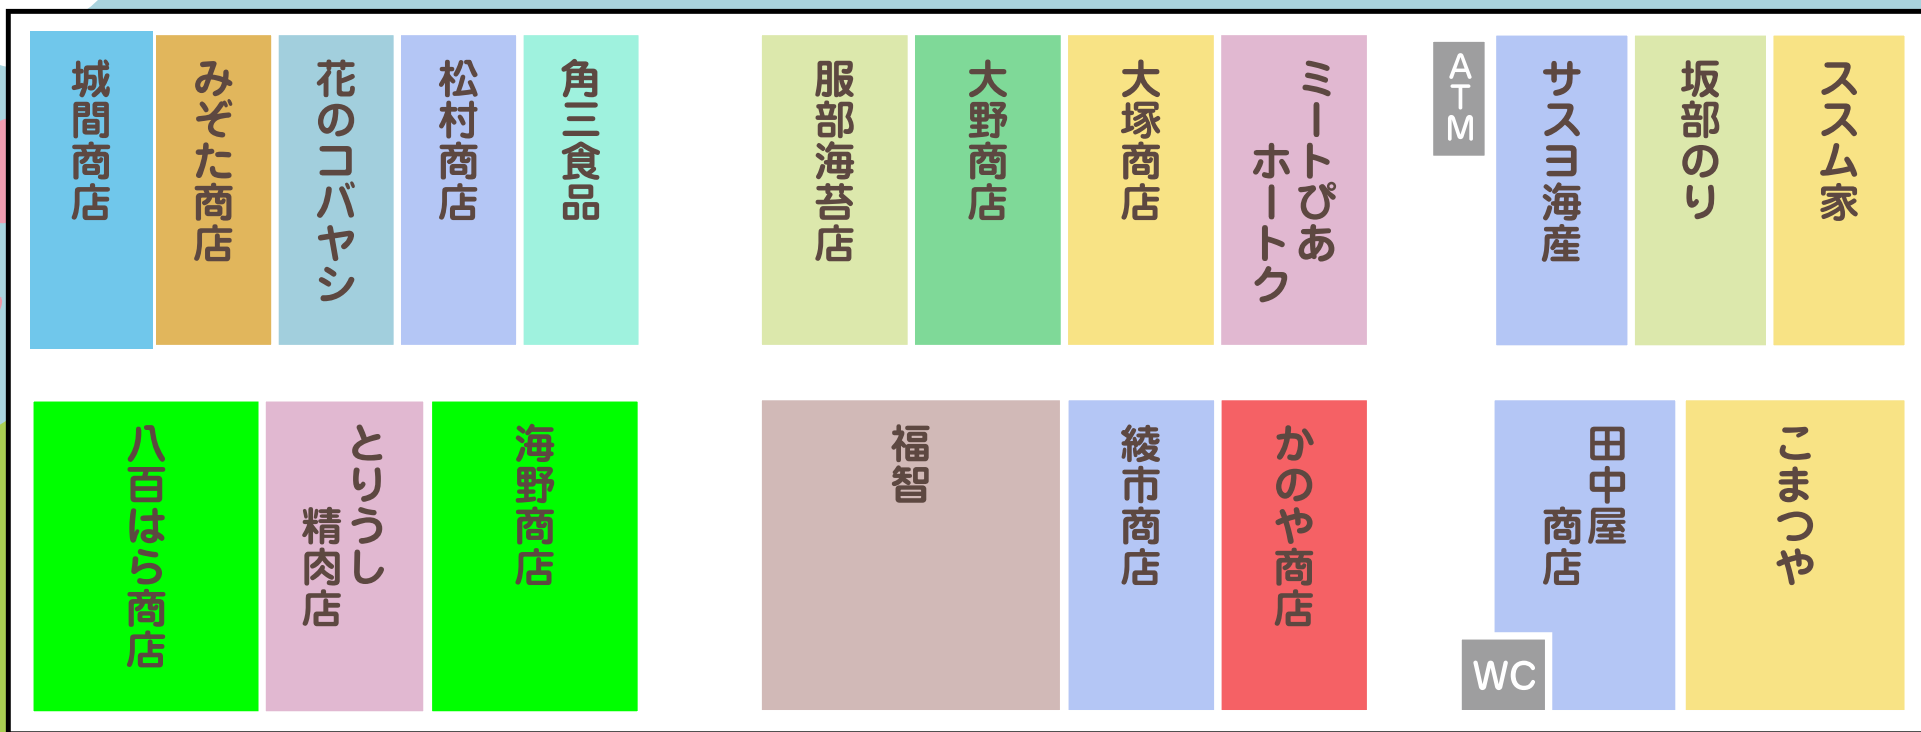 城間商店
みぞた商店
花のコバヤシ
松村商店
角三食品
服部海苔店
大野商店
大塚商店
ミートぴあ
ホートク
ATM
サスヨ海産
坂部のり
ススム家
八百はら商店
とりうし
精肉店
海野商店
福智
綾市商店
かのや商店
田中屋
商店
WC
こまつや